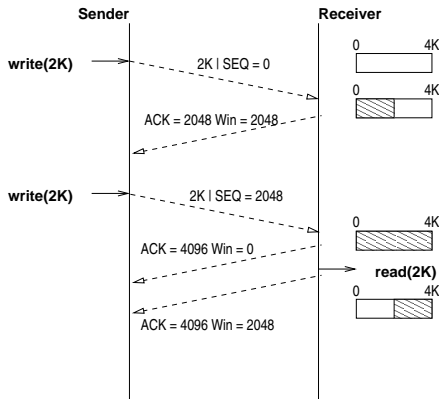 Sender Receiver
0 4K
write(2K) 2K | SEQ = 0
0 4K
ACK = 2048 Win = 2048
write(2K) 2K | SEQ = 2048
0 4K
ACK = 4096 Win = 0
read(2K)
0 4K
ACK = 4096 Win = 2048